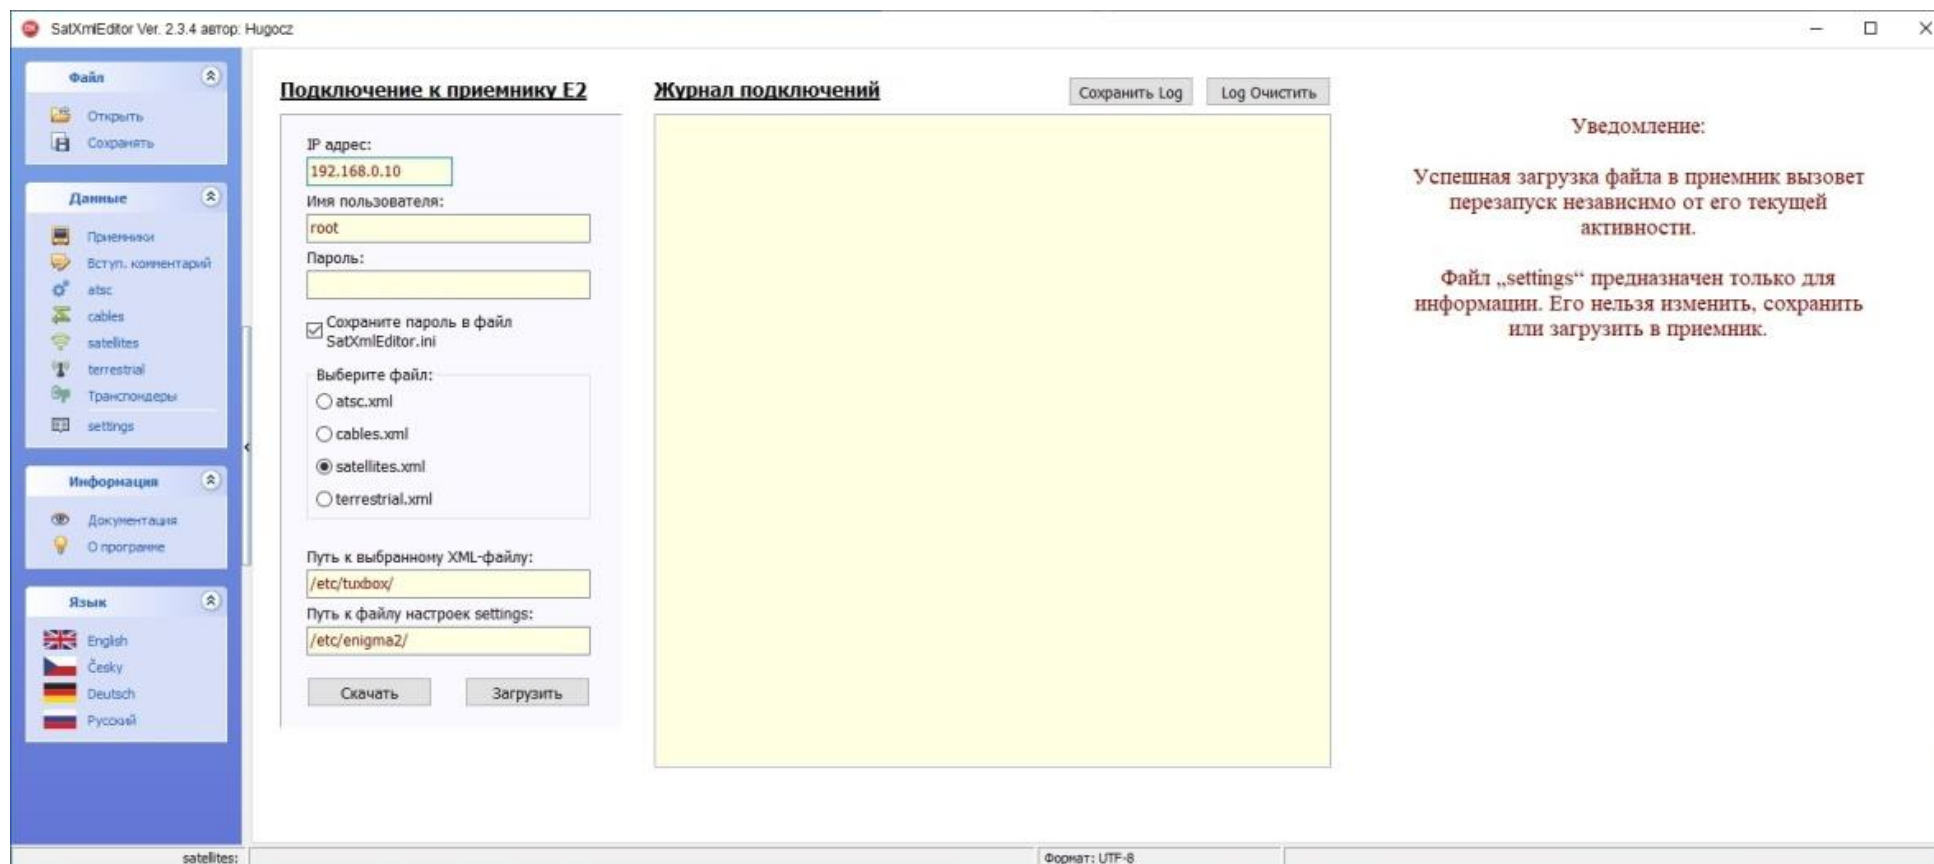 SatXmlEditor Ver. 2.3.4 автор: Hugocz
Файл
Открыть
Сохранять
Данные
Приемники
Вступ. комментарий
atsc
cables
satellites
terrestrial
Транспондеры
settings
Информация
Документация
О программе
Язык
English
Česky
Deutsch
Русский
Подключение к приемнику E2
IP адрес:
192.168.0.10
Имя пользователя:
root
Пароль:
Сохраните пароль в файл
SatXmlEditor.ini
Выберите файл:
atsc.xml
cables.xml
satellites.xml
terrestrial.xml
Путь к выбранному XML-файлу:
/etc/tuxbox/
Путь к файлу настроек settings:
/etc/enigma2/
Скачать
Загрузить
Журнал подключений
Сохранить Log
Log Очистить
Уведомление:
Успешная загрузка файла в приемник вызовет
перезапуск независимо от его текущей
активности.
Файл „settings“ предназначен только для
информации. Его нельзя изменить, сохранить
или загрузить в приемник.
satellites:
Формат: UTF-8